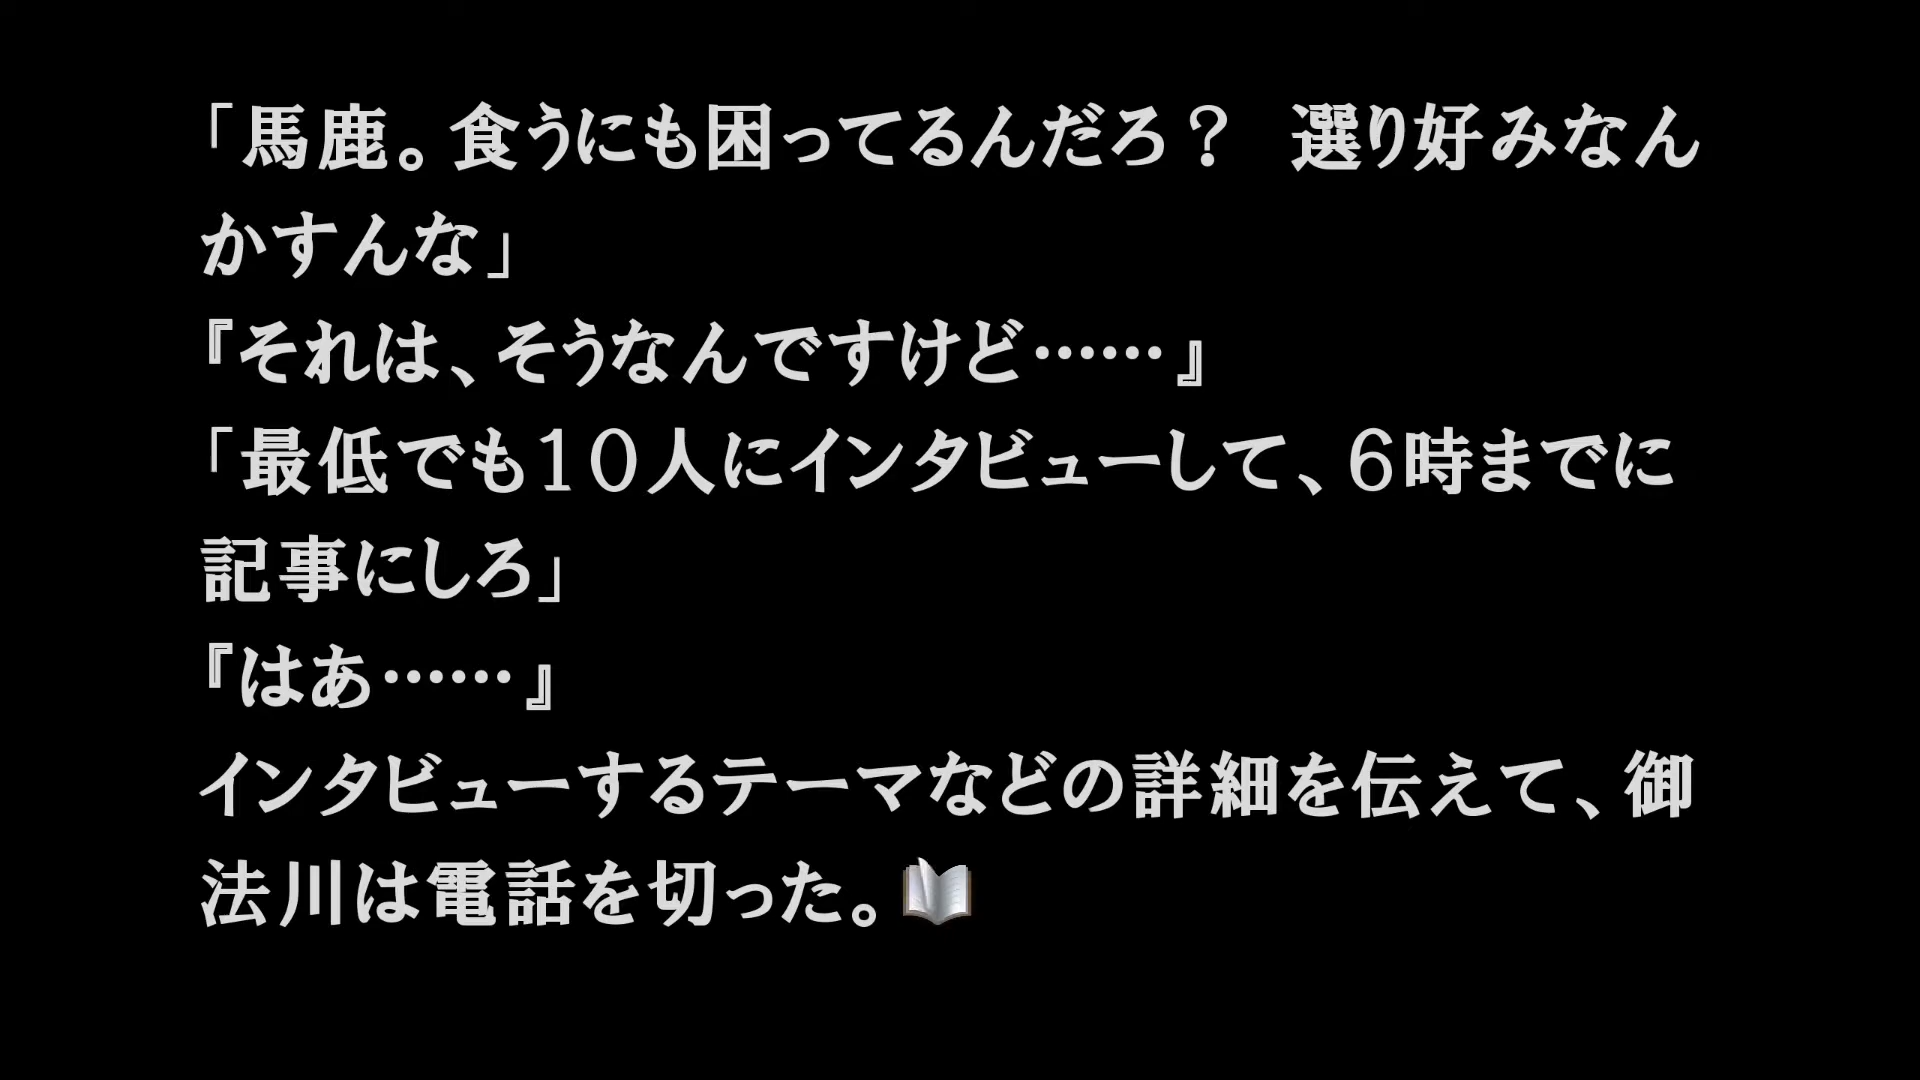 「馬鹿。食うにも困ってるんだろ？　選り好みなん
かすんな」
『それは、そうなんですけど……』
「最低でも１０人にインタビューして、６時までに
記事にしろ」
『はあ……』
インタビューするテーマなどの詳細を伝えて、御
法川は電話を切った。